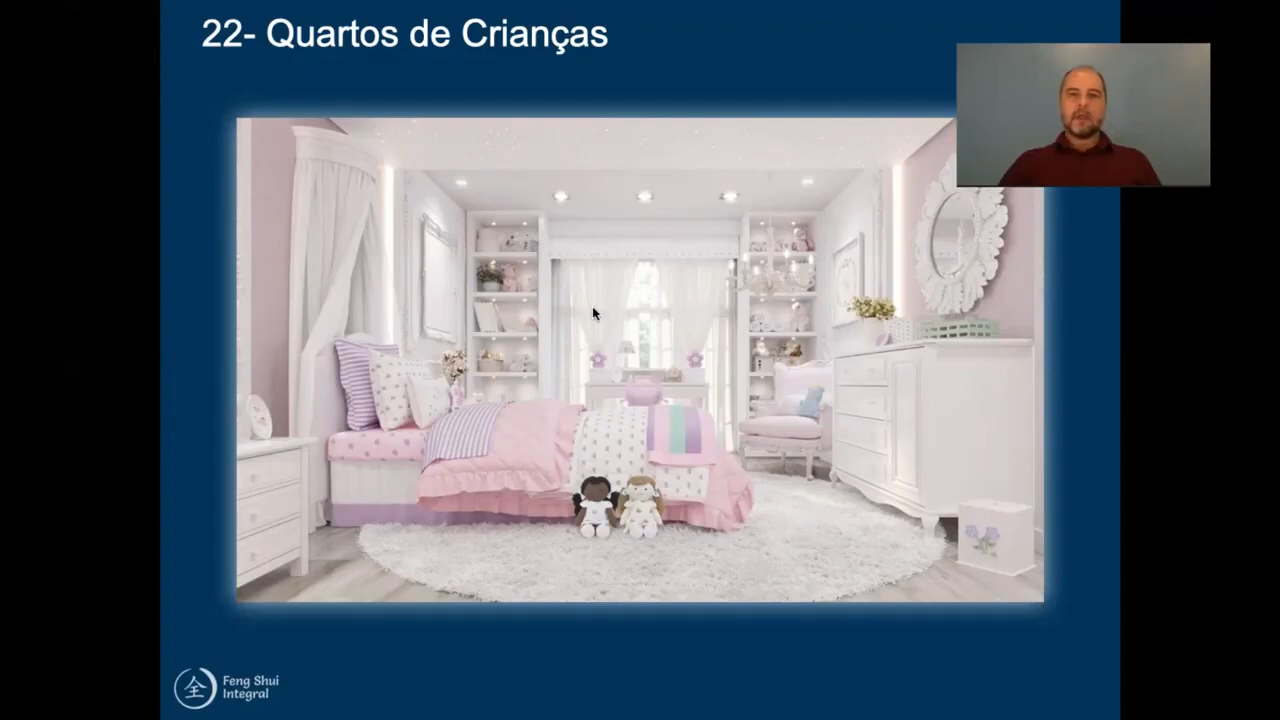 22- Quartos de Crianças
全
Feng Shui
Integral